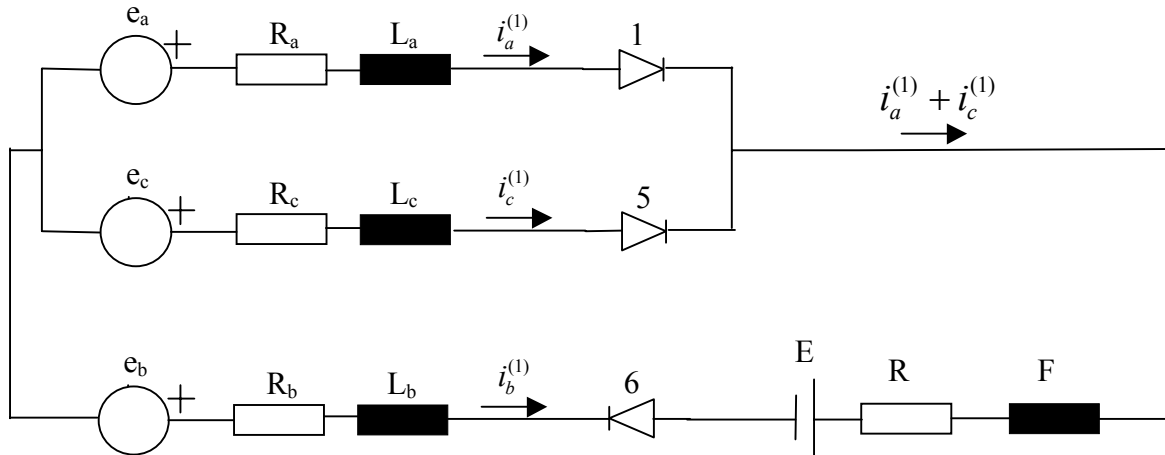 e_a + R_a L_a i_a^{(1)} 1
i_a^{(1)} + i_c^{(1)}
e_c + R_c L_c i_c^{(1)} 5
e_b + R_b L_b i_b^{(1)} 6 E R F